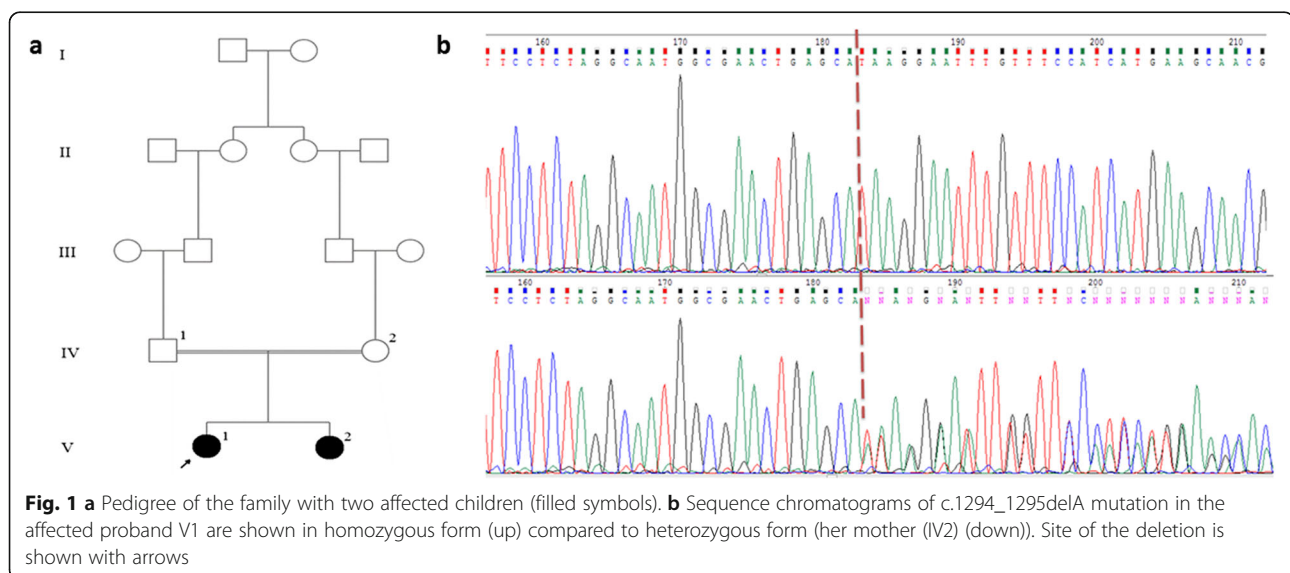 a
b
I
II
III
IV
V
1
2
1
2
160 170 180 190 200 210
T T C C T C T A G G C A A T G G C G A A C T G A G C A T A A G G A A T T T G T T T C C A T C A T G A A G C A A C G
160 170 180 190 200 210
T C C T C T A G G C A A T G G C G A A C T G A G C A N N A N G N A T T N N T T N C N N N N N N N A N N N A N
Fig. 1 a Pedigree of the family with two affected children (filled symbols). b Sequence chromatograms of c.1294_1295delA mutation in the
affected proband V1 are shown in homozygous form (up) compared to heterozygous form (her mother (IV2) (down)). Site of the deletion is
shown with arrows